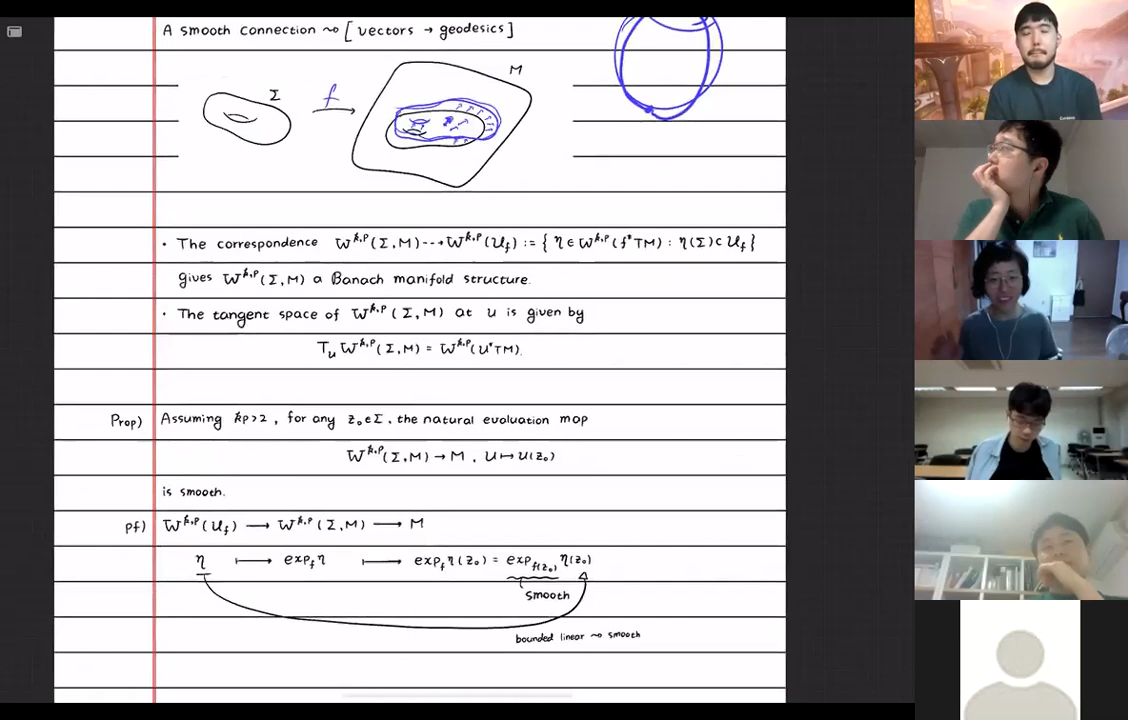 A smooth connection ⇝ [vectors → geodesics]
Σ
f
M
• The correspondence W^{k,p}(Σ,M) ⇢ W^{k,p}(U_f) := { η ∈ W^{k,p}(f*TM) : η(Σ) ⊂ U_f }
gives W^{k,p}(Σ,M) a Banach manifold structure.
• The tangent space of W^{k,p}(Σ,M) at u is given by
T_u W^{k,p}(Σ,M) = W^{k,p}(u*TM).
Prop) Assuming kp>2, for any z₀∈Σ, the natural evaluation map
W^{k,p}(Σ,M) → M, u ↦ u(z₀)
is smooth.
pf) W^{k,p}(U_f) ⟶ W^{k,p}(Σ,M) ⟶ M
η ⟼ exp_f η ⟼ exp_f η(z₀) = exp_{f(z₀)} η(z₀)
smooth
bounded linear ⇝ smooth